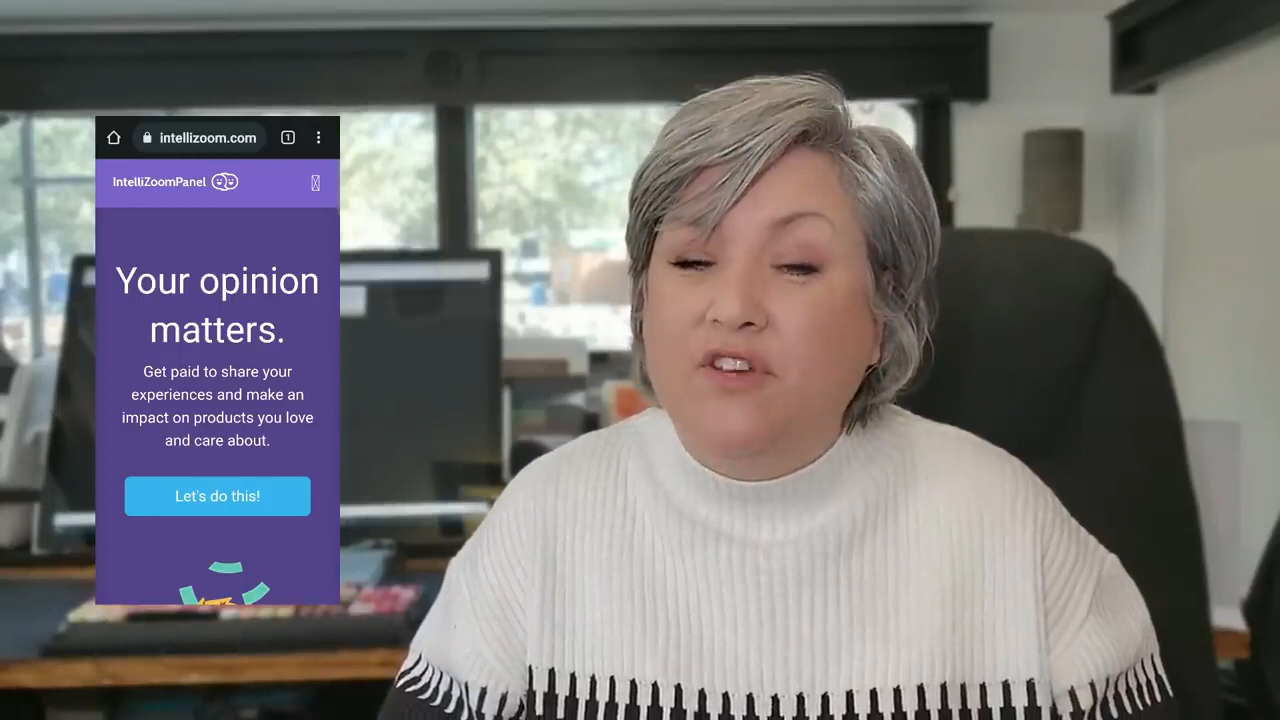 intellizoom.com
1
IntelliZoomPanel
Your opinion
matters.
Get paid to share your
experiences and make an
impact on products you love
and care about.
Let's do this!